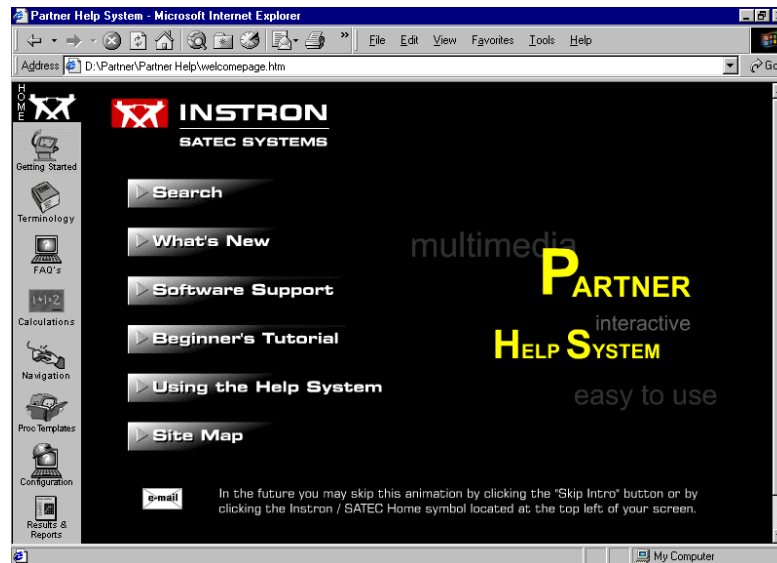 Partner Help System - Microsoft Internet Explorer
File Edit View Favorites Tools Help
Address D:\Partner\Partner Help\welcomepage.htm Go
HOME
Getting Started
Terminology
FAQ's
1+1=2
Calculations
Navigation
Proc Templates
Configuration
Results &
Reports
INSTRON
SATEC SYSTEMS
Search
What's New
Software Support
Beginner's Tutorial
Using the Help System
Site Map
multimedia
PARTNER
interactive
HELP SYSTEM
easy to use
e-mail
In the future you may skip this animation by clicking the "Skip Intro" button or by
clicking the Instron / SATEC Home symbol located at the top left of your screen.
My Computer